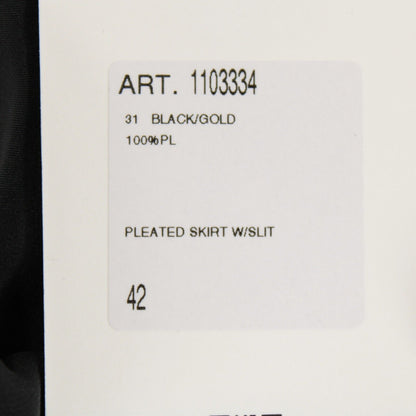 ART. 1103334
31 BLACK/GOLD
100%PL
PLEATED SKIRT W/SLIT
42